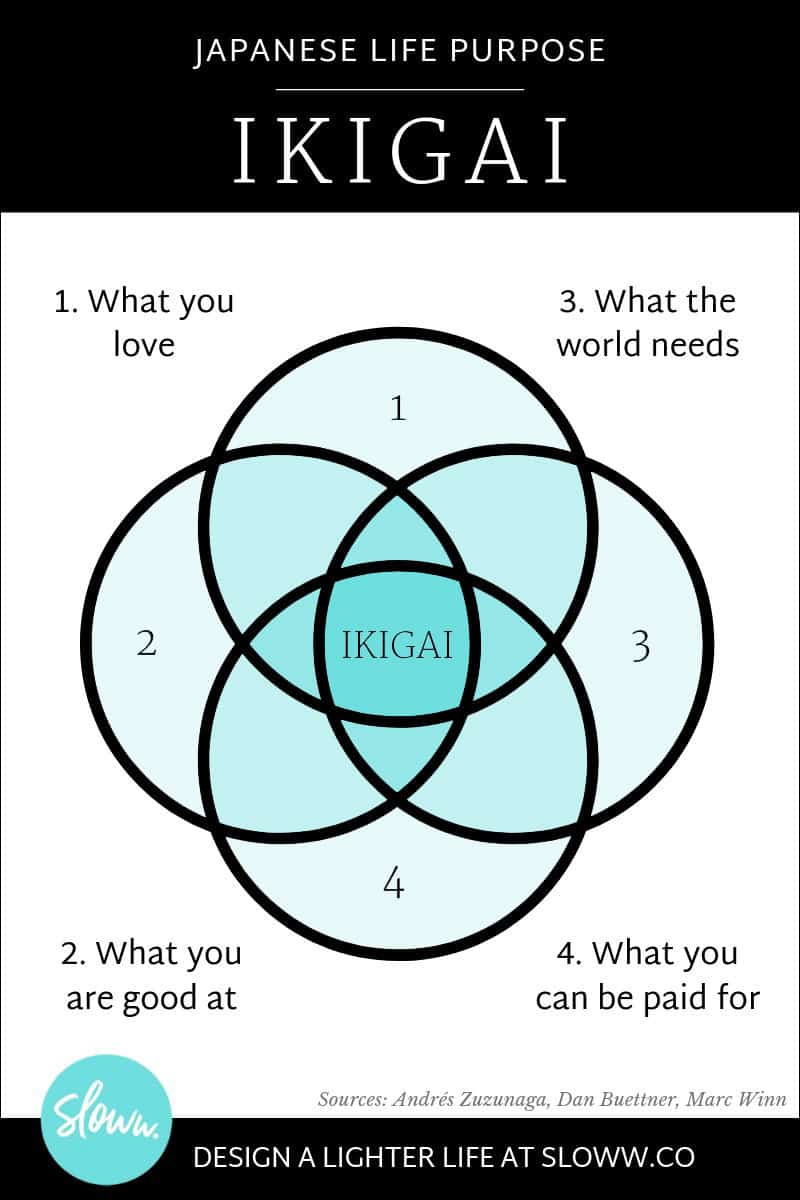 JAPANESE LIFE PURPOSE
IKIGAI
1. What you
love
3. What the
world needs
1
2
IKIGAI
3
4
2. What you
are good at
4. What you
can be paid for
Sources: Andrés Zuzunaga, Dan Buettner, Marc Winn
sloww.
DESIGN A LIGHTER LIFE AT SLOWW.CO